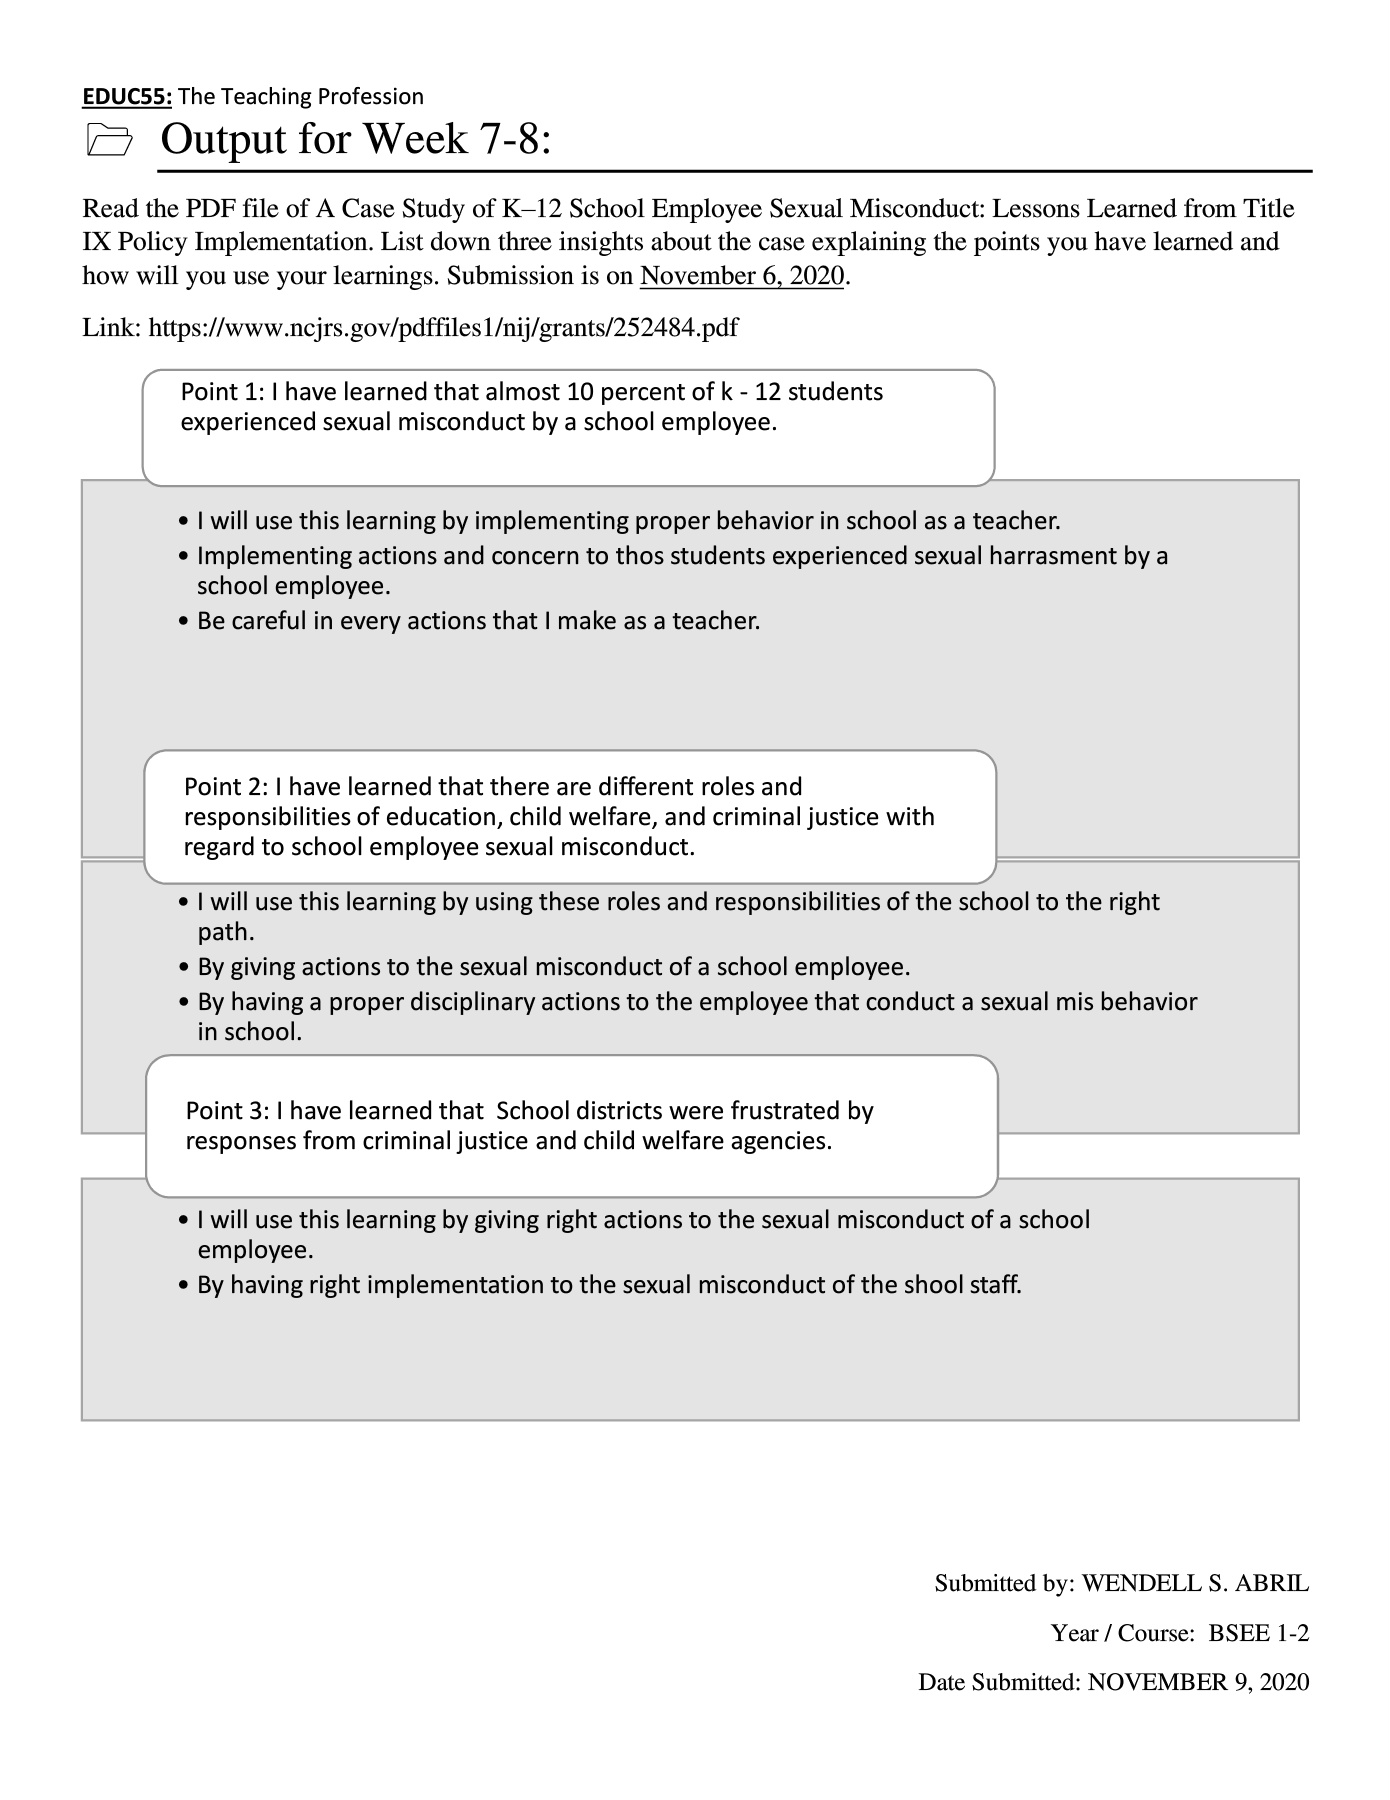 EDUC55: The Teaching Profession
Output for Week 7-8:
Read the PDF file of A Case Study of K–12 School Employee Sexual Misconduct: Lessons Learned from Title
IX Policy Implementation. List down three insights about the case explaining the points you have learned and
how will you use your learnings. Submission is on November 6, 2020.
Link: https://www.ncjrs.gov/pdffiles1/nij/grants/252484.pdf
Point 1: I have learned that almost 10 percent of k - 12 students
experienced sexual misconduct by a school employee.
• I will use this learning by implementing proper behavior in school as a teacher.
• Implementing actions and concern to thos students experienced sexual harrasment by a
school employee.
• Be careful in every actions that I make as a teacher.
Point 2: I have learned that there are different roles and
responsibilities of education, child welfare, and criminal justice with
regard to school employee sexual misconduct.
• I will use this learning by using these roles and responsibilities of the school to the right
path.
• By giving actions to the sexual misconduct of a school employee.
• By having a proper disciplinary actions to the employee that conduct a sexual mis behavior
in school.
Point 3: I have learned that  School districts were frustrated by
responses from criminal justice and child welfare agencies.
• I will use this learning by giving right actions to the sexual misconduct of a school
employee.
• By having right implementation to the sexual misconduct of the shool staff.
Submitted by: WENDELL S. ABRIL
Year / Course:  BSEE 1-2
Date Submitted: NOVEMBER 9, 2020